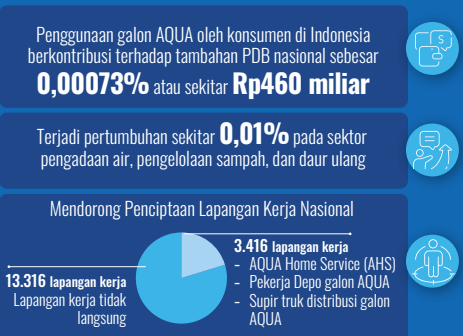 Penggunaan galon AQUA oleh konsumen di Indonesia
berkontribusi terhadap tambahan PDB nasional sebesar
0,00073% atau sekitar Rp460 miliar
Terjadi pertumbuhan sekitar 0,01% pada sektor
pengadaan air, pengelolaan sampah, dan daur ulang
Mendorong Penciptaan Lapangan Kerja Nasional
3.416 lapangan kerja
- AQUA Home Service (AHS)
- Pekerja Depo galon AQUA
- Supir truk distribusi galon
AQUA
13.316 lapangan kerja
Lapangan kerja tidak
langsung